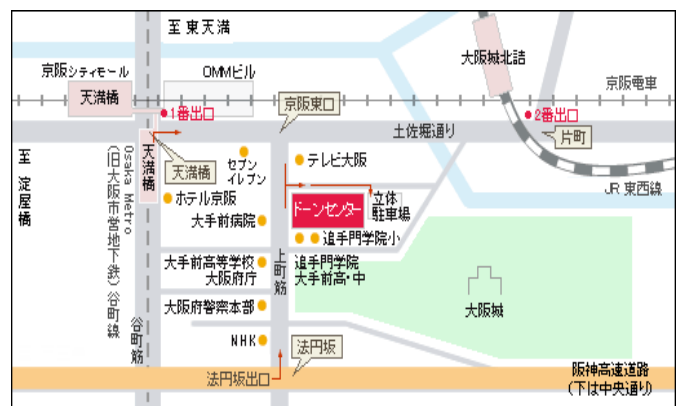 至 東天満
京阪シティモール
OMMビル
大阪城北詰
天満橋
京阪電車
1番出口
京阪東口
2番出口
土佐堀通り
片町
至 淀屋橋
天満橋
天満橋
セブン
イレブン
テレビ大阪
JR 東西線
Osaka Metro
(旧大阪市営地下鉄) 谷町線
ホテル京阪
ドーンセンター
立体
駐車場
大手前病院
追手門学院小
上町筋
大手前高等学校
大阪府庁
追手門学院
大手前高・中
大阪府警察本部
大阪城
谷町筋
NHK
法円坂
法円坂出口
阪神高速道路
(下は中央通り)